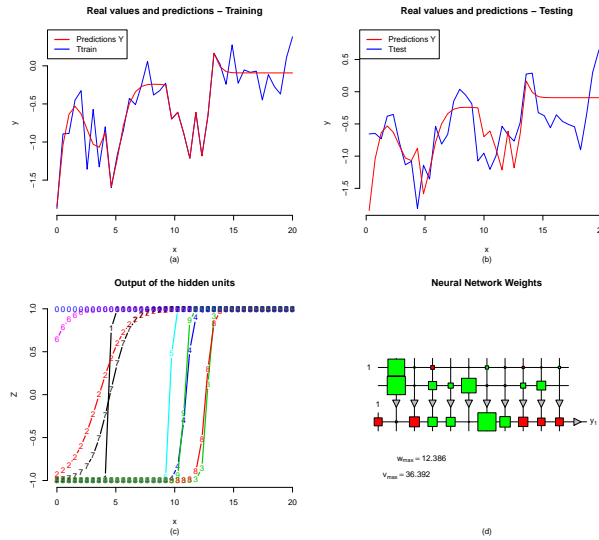 Real values and predictions – Training
Predictions Y
Ttrain
y
0.0
−0.5
−1.0
−1.5
0 5 10 15 20
x
(a)
Real values and predictions – Testing
Predictions Y
Ttest
y
0.5
0.0
−0.5
−1.0
−1.5
0 5 10 15 20
x
(b)
Output of the hidden units
Z
1.0
0.5
0.0
−0.5
−1.0
0 5 10 15 20
x
(c)
Neural Network Weights
1
1
y1
wmax = 12.386
vmax = 36.392
(d)